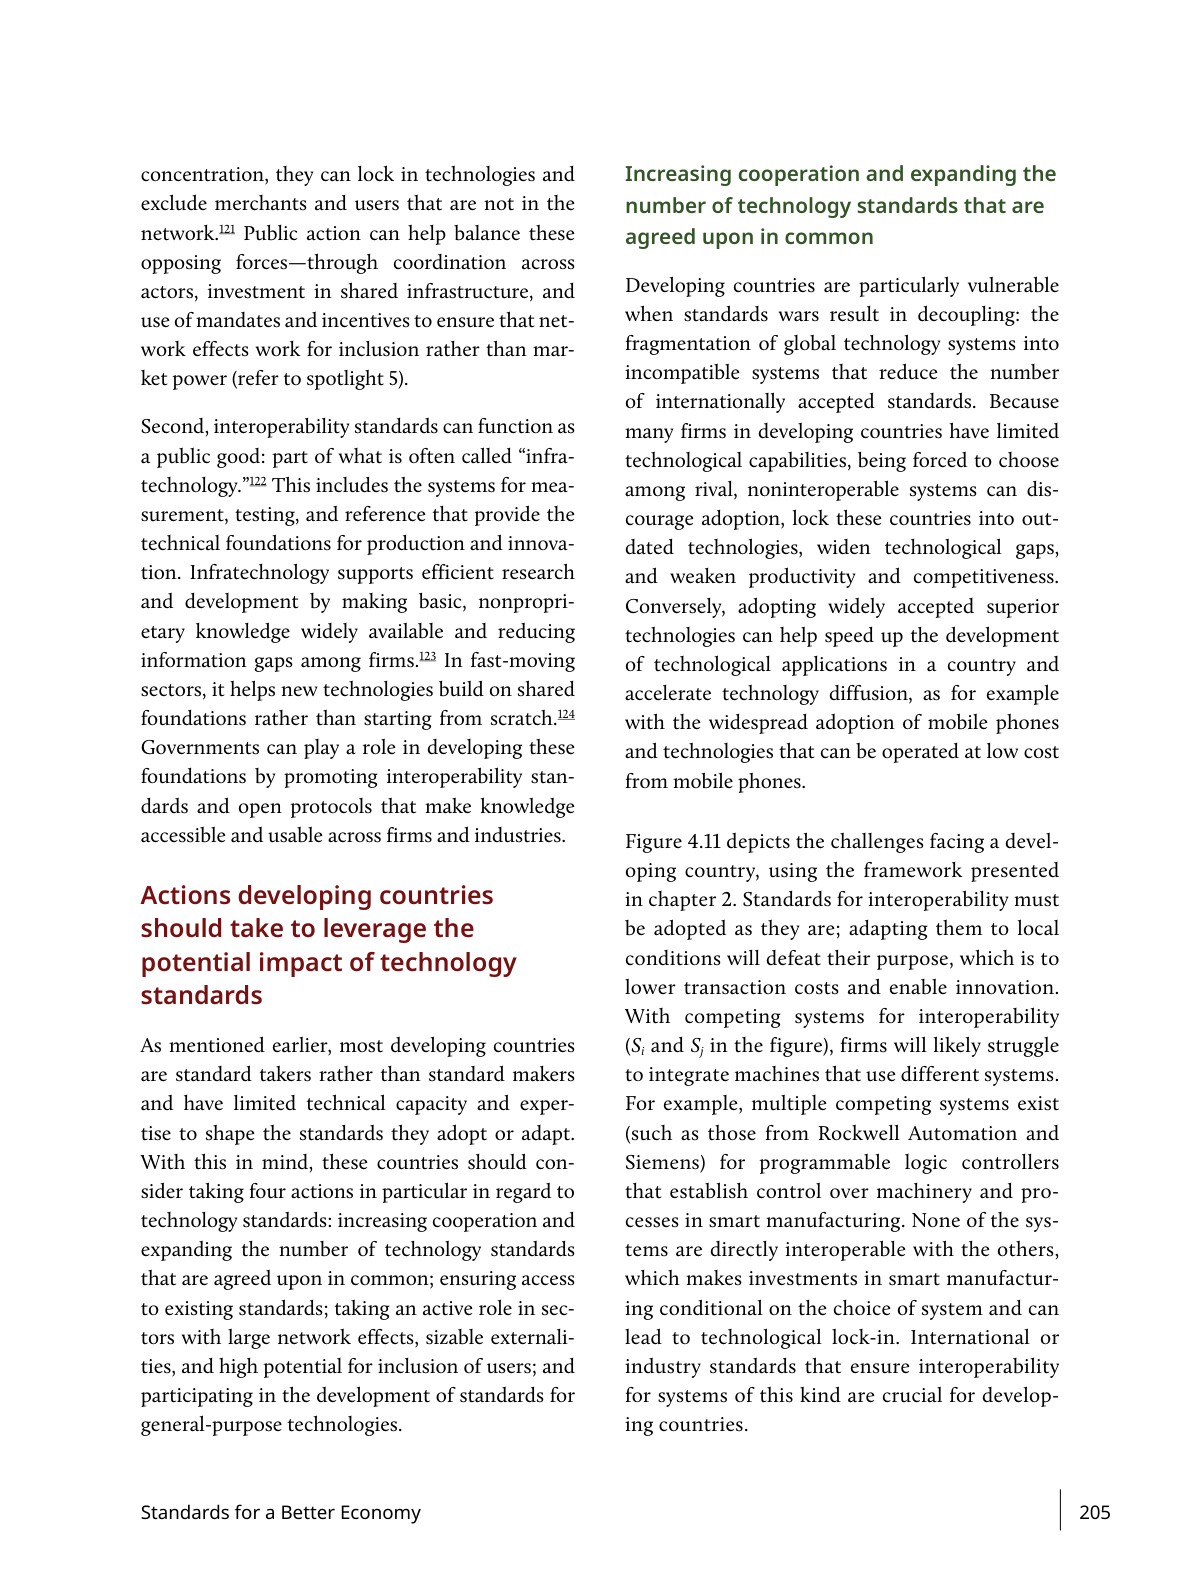 concentration, they can lock in technologies and
exclude merchants and users that are not in the
network.121 Public action can help balance these
opposing forces—through coordination across
actors, investment in shared infrastructure, and
use of mandates and incentives to ensure that net-
work effects work for inclusion rather than mar-
ket power (refer to spotlight 5).
Second, interoperability standards can function as
a public good: part of what is often called “infra-
technology.”122 This includes the systems for mea-
surement, testing, and reference that provide the
technical foundations for production and innova-
tion. Infratechnology supports efficient research
and development by making basic, nonpropri-
etary knowledge widely available and reducing
information gaps among firms.123 In fast-moving
sectors, it helps new technologies build on shared
foundations rather than starting from scratch.124
Governments can play a role in developing these
foundations by promoting interoperability stan-
dards and open protocols that make knowledge
accessible and usable across firms and industries.
Actions developing countries
should take to leverage the
potential impact of technology
standards
As mentioned earlier, most developing countries
are standard takers rather than standard makers
and have limited technical capacity and exper-
tise to shape the standards they adopt or adapt.
With this in mind, these countries should con-
sider taking four actions in particular in regard to
technology standards: increasing cooperation and
expanding the number of technology standards
that are agreed upon in common; ensuring access
to existing standards; taking an active role in sec-
tors with large network effects, sizable externali-
ties, and high potential for inclusion of users; and
participating in the development of standards for
general-purpose technologies.
Increasing cooperation and expanding the
number of technology standards that are
agreed upon in common
Developing countries are particularly vulnerable
when standards wars result in decoupling: the
fragmentation of global technology systems into
incompatible systems that reduce the number
of internationally accepted standards. Because
many firms in developing countries have limited
technological capabilities, being forced to choose
among rival, noninteroperable systems can dis-
courage adoption, lock these countries into out-
dated technologies, widen technological gaps,
and weaken productivity and competitiveness.
Conversely, adopting widely accepted superior
technologies can help speed up the development
of technological applications in a country and
accelerate technology diffusion, as for example
with the widespread adoption of mobile phones
and technologies that can be operated at low cost
from mobile phones.
Figure 4.11 depicts the challenges facing a devel-
oping country, using the framework presented
in chapter 2. Standards for interoperability must
be adopted as they are; adapting them to local
conditions will defeat their purpose, which is to
lower transaction costs and enable innovation.
With competing systems for interoperability
(Si and Sj in the figure), firms will likely struggle
to integrate machines that use different systems.
For example, multiple competing systems exist
(such as those from Rockwell Automation and
Siemens) for programmable logic controllers
that establish control over machinery and pro-
cesses in smart manufacturing. None of the sys-
tems are directly interoperable with the others,
which makes investments in smart manufactur-
ing conditional on the choice of system and can
lead to technological lock-in. International or
industry standards that ensure interoperability
for systems of this kind are crucial for develop-
ing countries.
Standards for a Better Economy
205